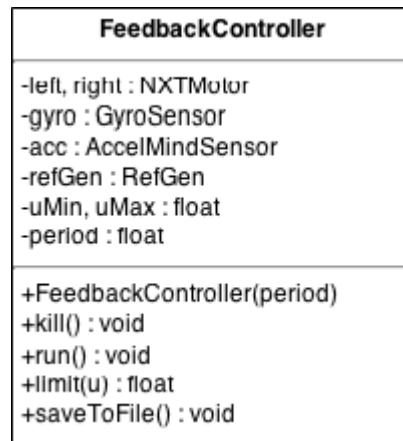 FeedbackController
-left, right : NXTMotor
-gyro : GyroSensor
-acc : AccelMindSensor
-refGen : RefGen
-uMin, uMax : float
-period : float
+FeedbackController(period)
+kill() : void
+run() : void
+limit(u) : float
+saveToFile() : void